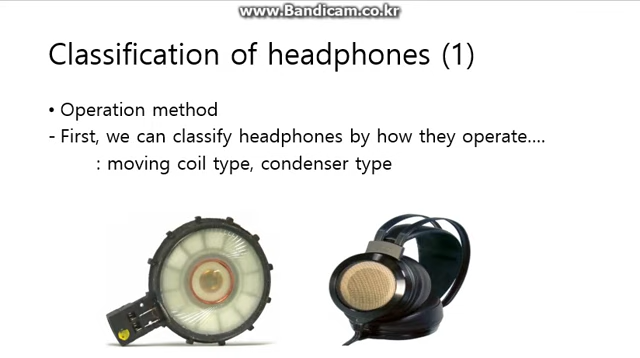 www.Bandicam.co.kr
Classification of headphones (1)
• Operation method
- First, we can classify headphones by how they operate....
: moving coil type, condenser type